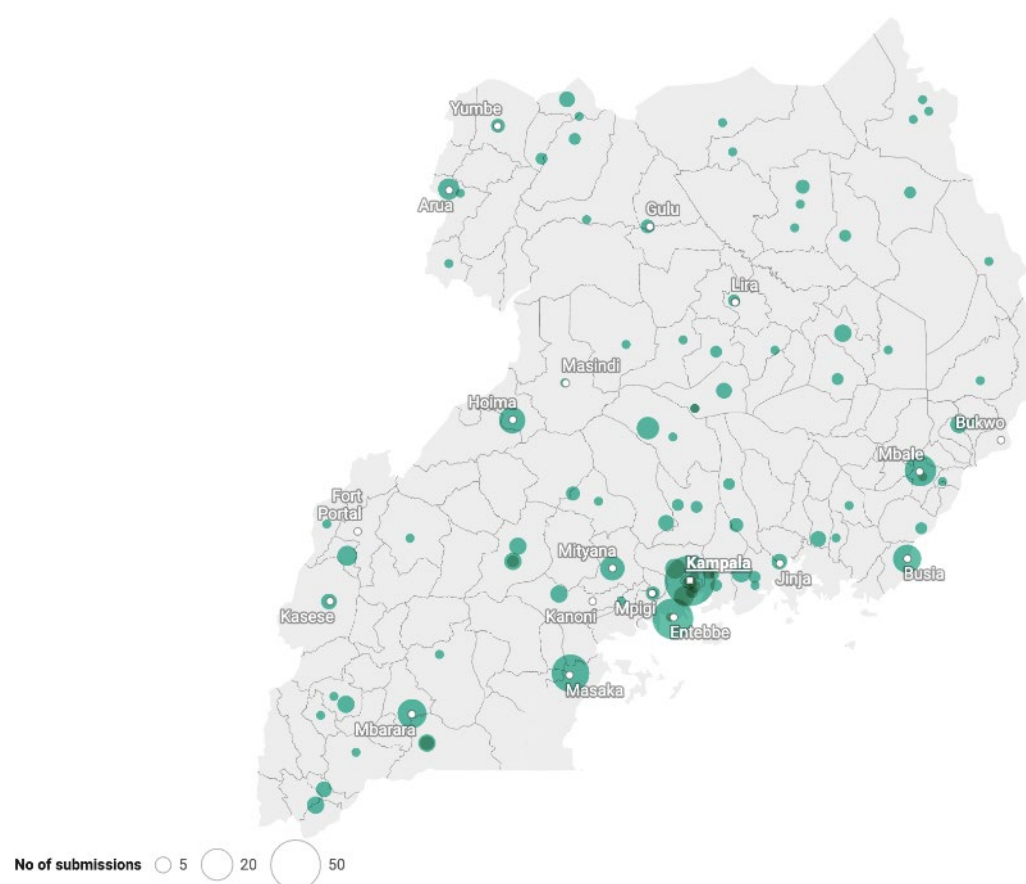 Yumbe
Arua
Gulu
Lira
Masindi
Hoima
Bukwo
Mbale
Fort
Portal
Mityana
Kampala
Jinja
Busia
Kasese
Kanoni
Mpigi
Entebbe
Masaka
Mbarara
No of submissions 5 20 50